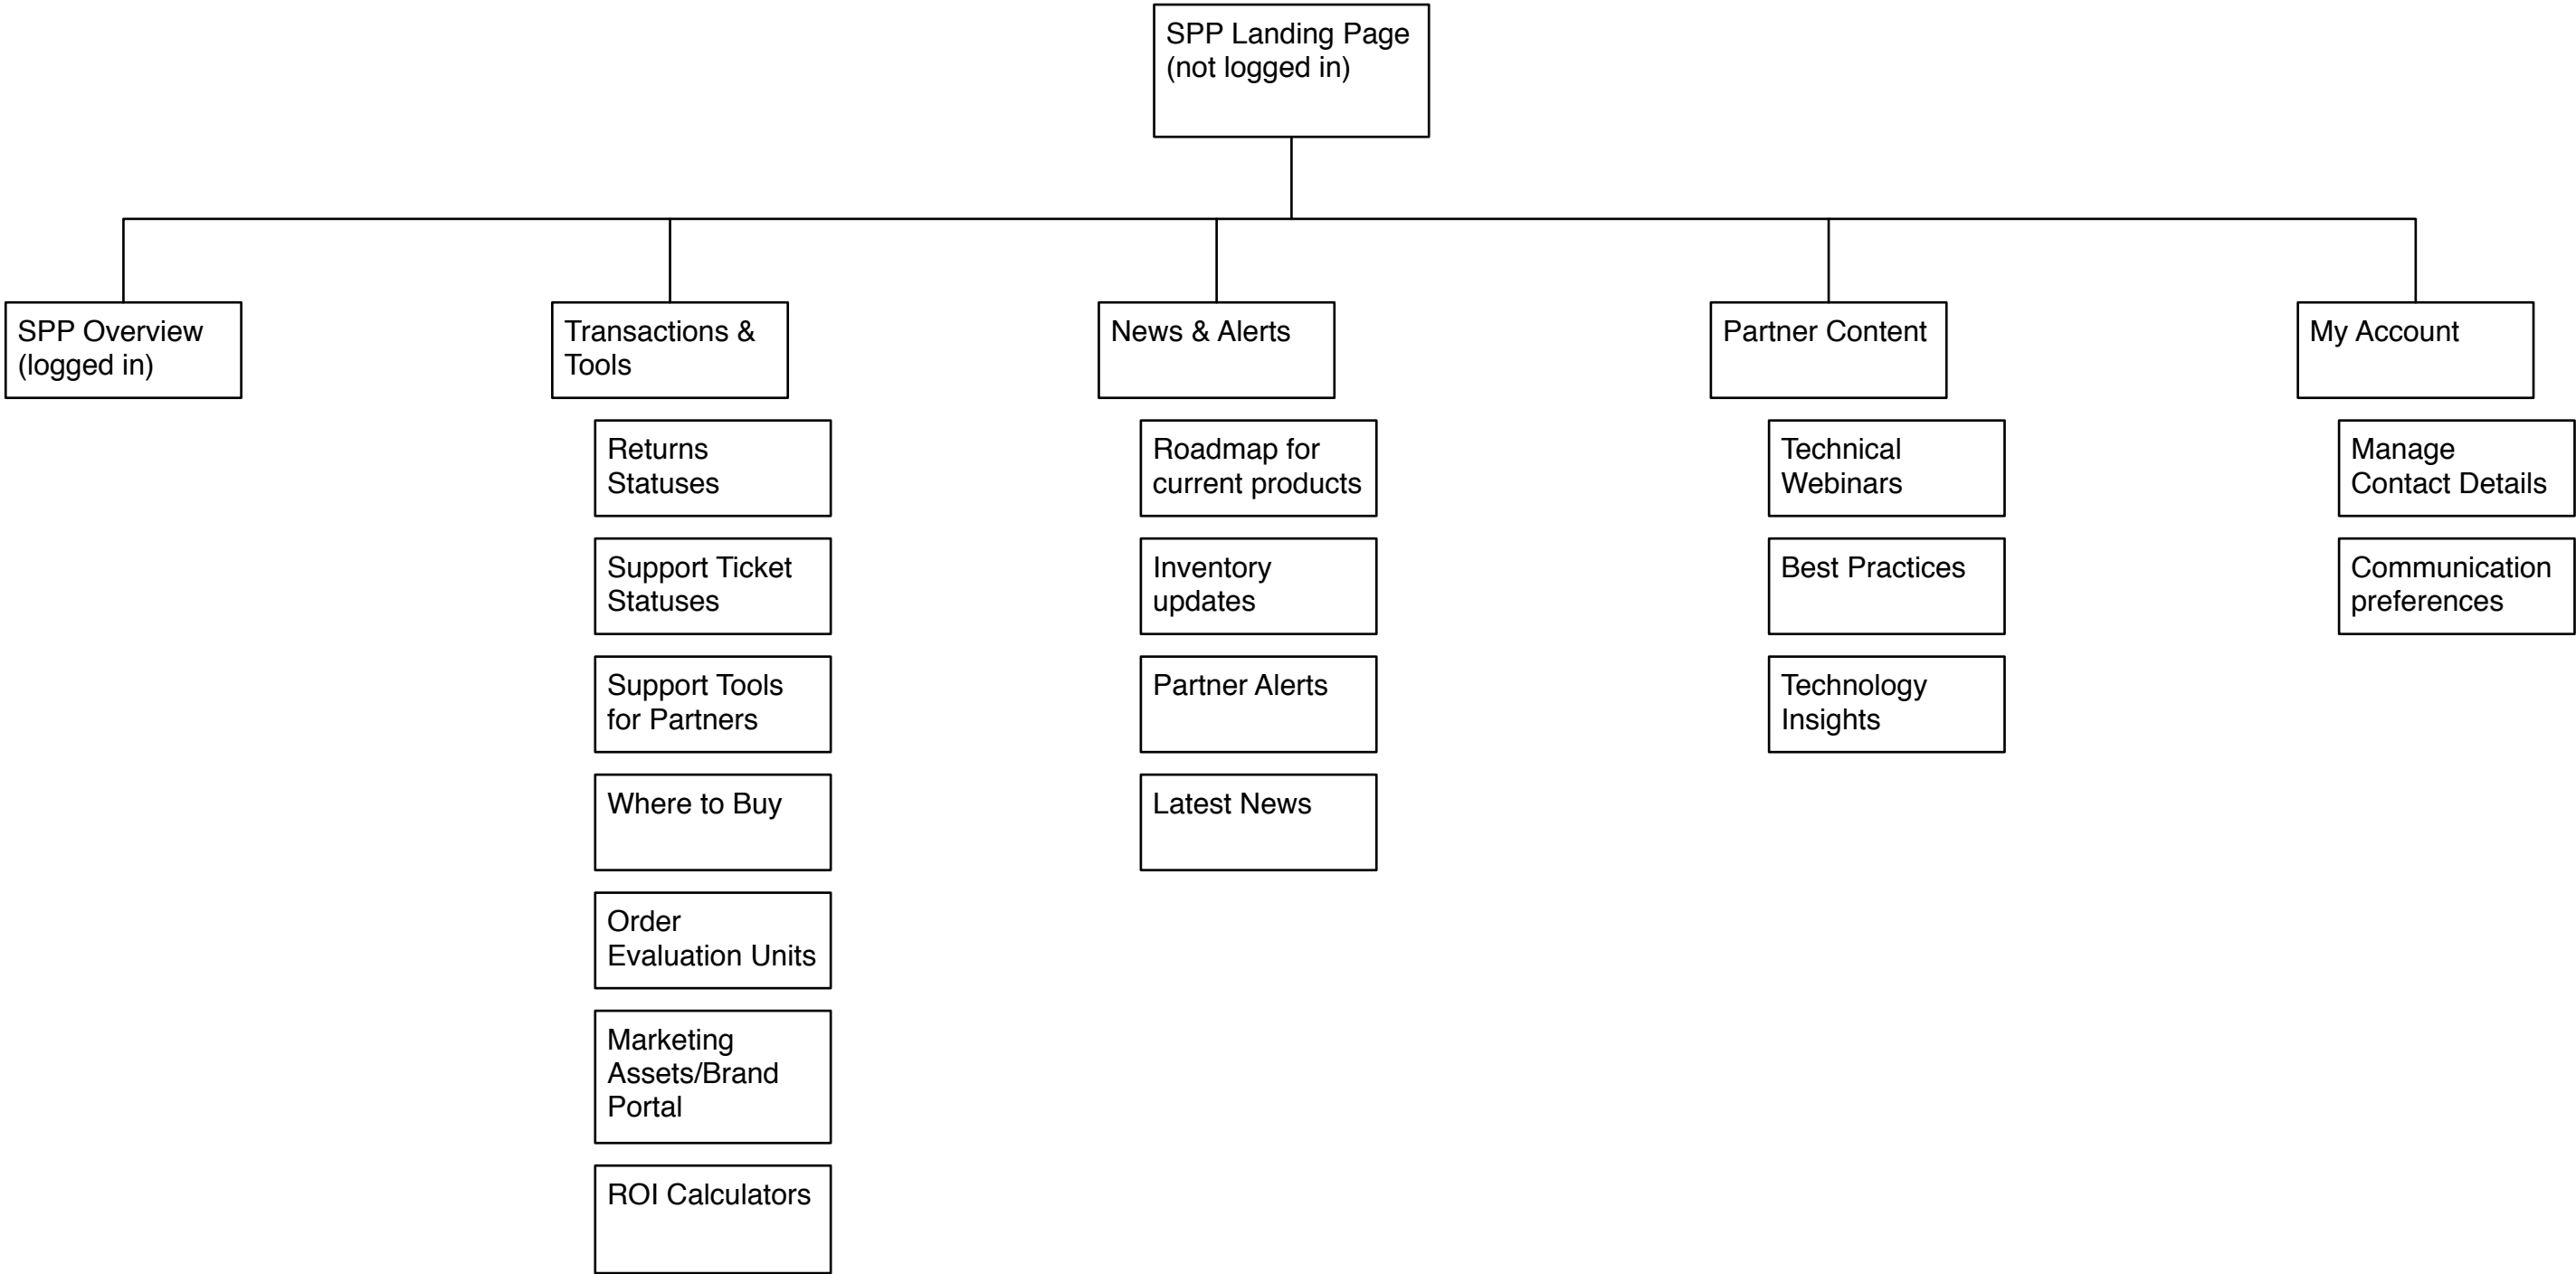 SPP Landing Page
(not logged in)
SPP Overview
(logged in)
Transactions &
Tools
News & Alerts
Partner Content
My Account
Returns
Statuses
Support Ticket
Statuses
Support Tools
for Partners
Where to Buy
Order
Evaluation Units
Marketing
Assets/Brand
Portal
ROI Calculators
Roadmap for
current products
Inventory
updates
Partner Alerts
Latest News
Technical
Webinars
Best Practices
Technology
Insights
Manage
Contact Details
Communication
preferences